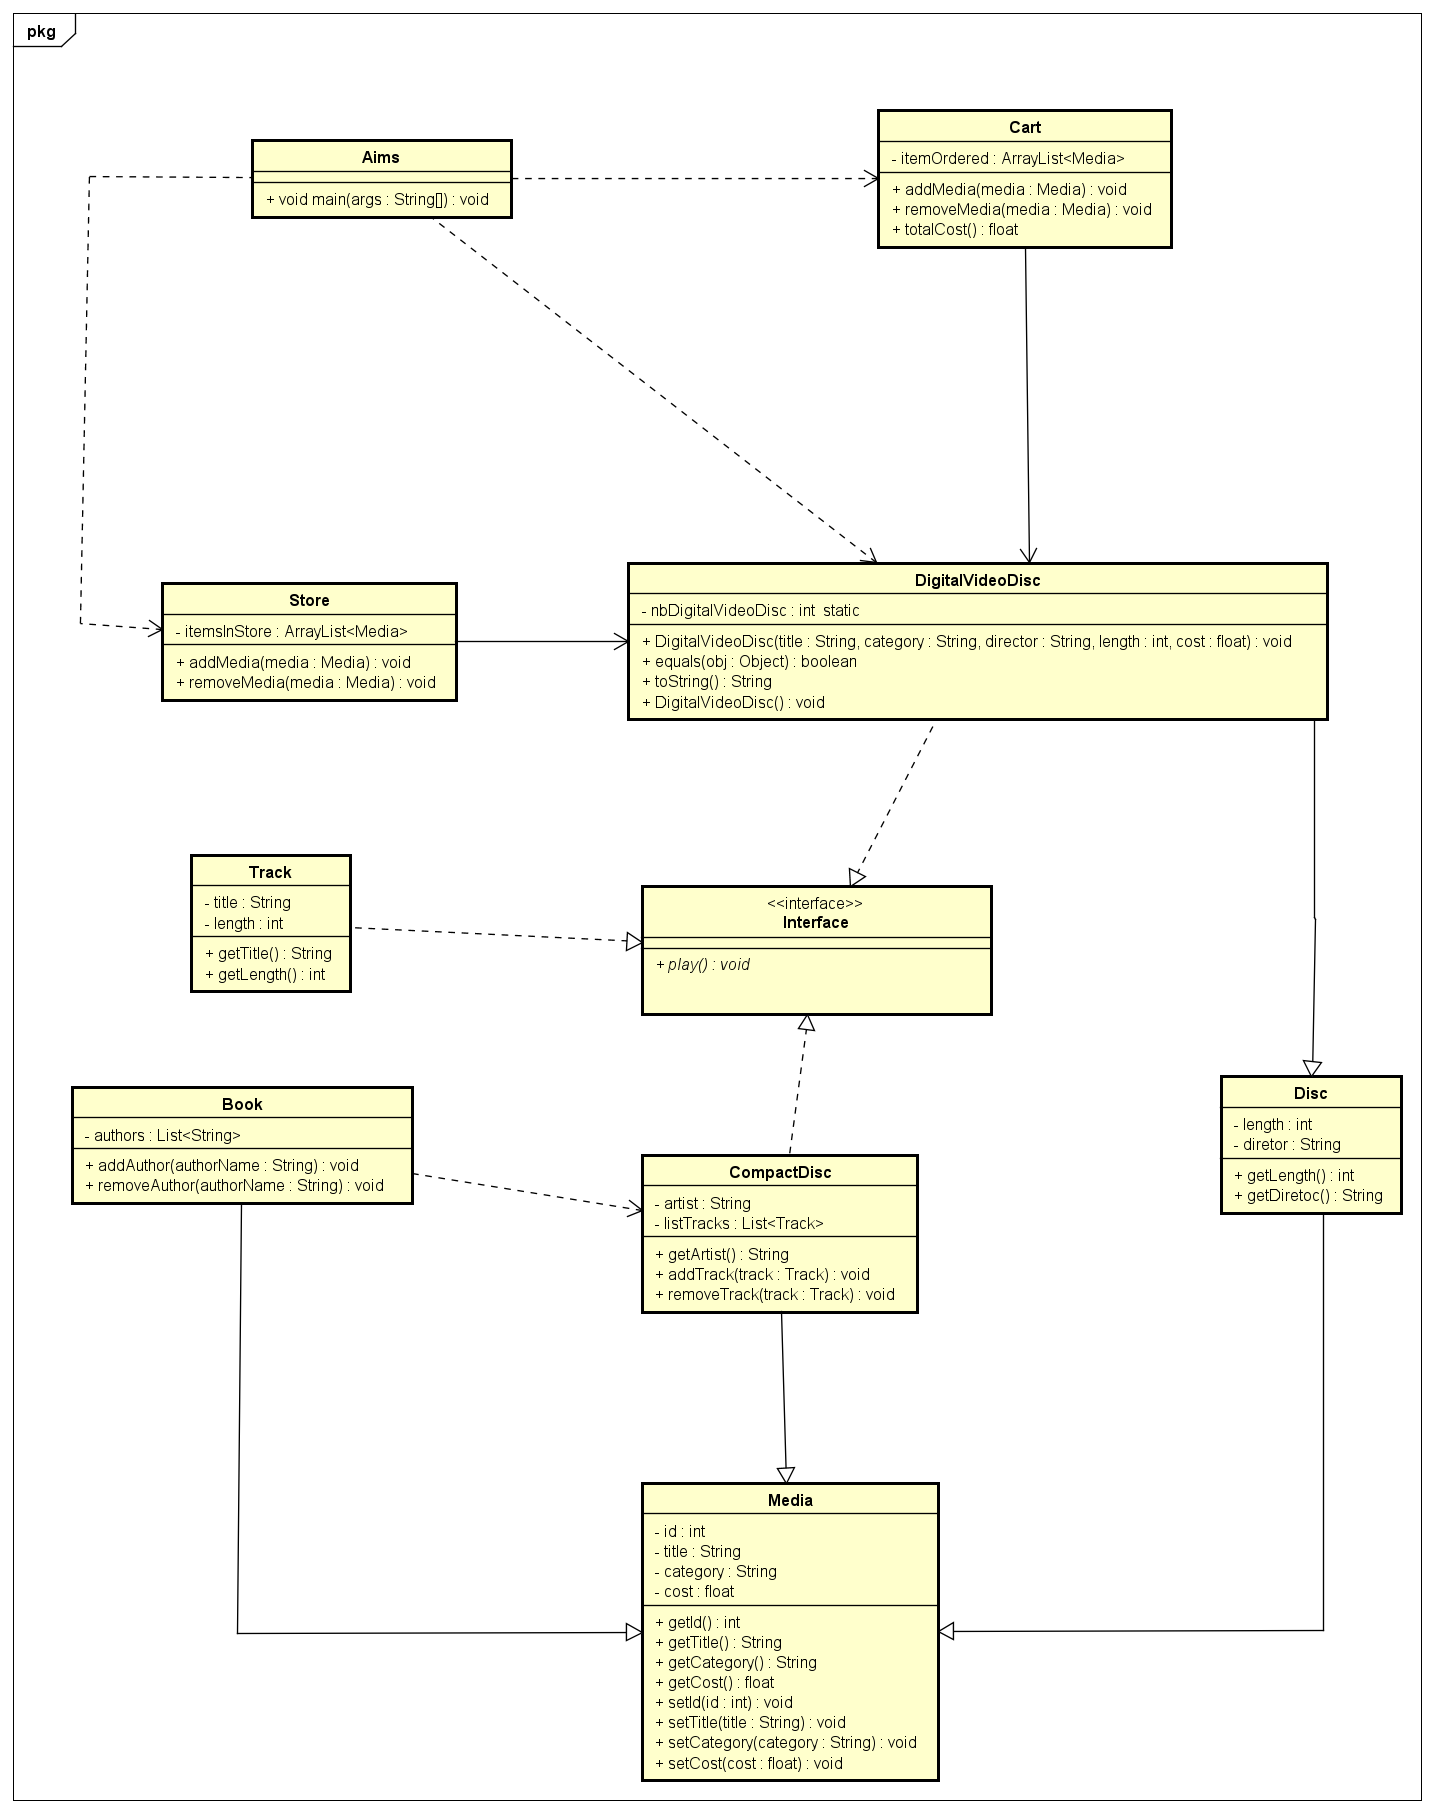 pkg
Aims
+ void main(args : String[]) : void
Cart
- itemOrdered : ArrayList<Media>
+ addMedia(media : Media) : void
+ removeMedia(media : Media) : void
+ totalCost() : float
Store
- itemsInStore : ArrayList<Media>
+ addMedia(media : Media) : void
+ removeMedia(media : Media) : void
DigitalVideoDisc
- nbDigitalVideoDisc : int static
+ DigitalVideoDisc(title : String, category : String, director : String, length : int, cost : float) : void
+ equals(obj : Object) : boolean
+ toString() : String
+ DigitalVideoDisc() : void
Track
- title : String
- length : int
+ getTitle() : String
+ getLength() : int
<<interface>>
Interface
+ play() : void
Book
- authors : List<String>
+ addAuthor(authorName : String) : void
+ removeAuthor(authorName : String) : void
CompactDisc
- artist : String
- listTracks : List<Track>
+ getArtist() : String
+ addTrack(track : Track) : void
+ removeTrack(track : Track) : void
Disc
- length : int
- diretor : String
+ getLength() : int
+ getDiretoc() : String
Media
- id : int
- title : String
- category : String
- cost : float
+ getId() : int
+ getTitle() : String
+ getCategory() : String
+ getCost() : float
+ setId(id : int) : void
+ setTitle(title : String) : void
+ setCategory(category : String) : void
+ setCost(cost : float) : void